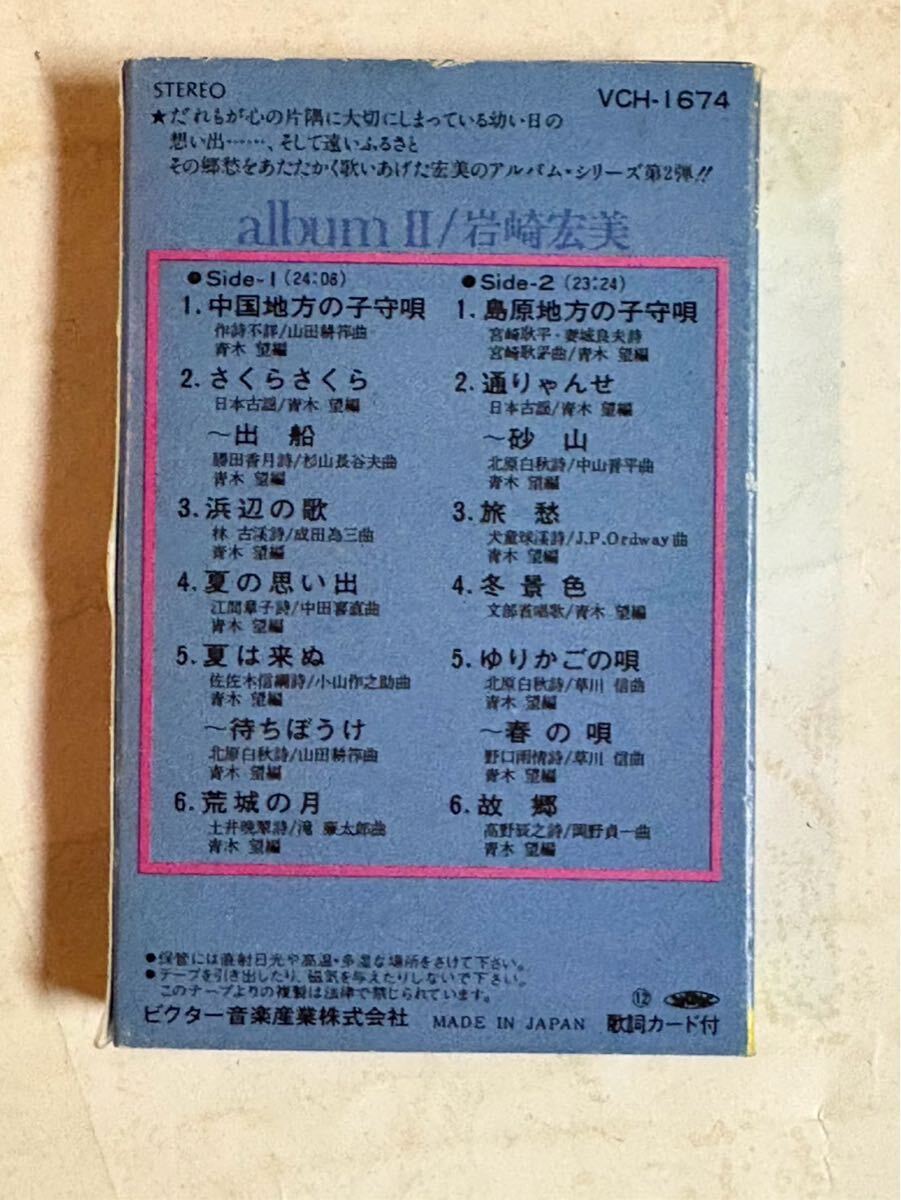 STEREO
VCH-1674
★だれもが心の片隅に大切にしまっている幼い日の
想い出……、そして遠いふるさと
その郷愁をあたたかく歌いあげた宏美のアルバム・シリーズ第2弾!!
album II/岩崎宏美
●Side-1(24:06)
1.中国地方の子守唄
作詩不詳/山田耕筰曲
青木 望編
2.さくらさくら
日本古謡/青木 望編
〜出 船
勝田香月詩/杉山長谷夫曲
青木 望編
3.浜辺の歌
林 古渓詩/成田為三曲
青木 望編
4.夏の思い出
江間章子詩/中田喜直曲
青木 望編
5.夏は来ぬ
佐佐木信綱詩/小山作之助曲
青木 望編
〜待ちぼうけ
北原白秋詩/山田耕筰曲
青木 望編
6.荒城の月
土井晩翠詩/滝 廉太郎曲
青木 望編
●Side-2(23:24)
1.島原地方の子守唄
宮崎耿平・妻城良夫詩
宮崎耿平曲/青木 望編
2.通りゃんせ
日本古謡/青木 望編
〜砂 山
北原白秋詩/中山晋平曲
青木 望編
3.旅 愁
犬童球渓詩/J.P.Ordway曲
青木 望編
4.冬景色
文部省唱歌/青木 望編
5.ゆりかごの唄
北原白秋詩/草川 信曲
青木 望編
〜春の唄
野口雨情詩/草川 信曲
青木 望編
6.故 郷
高野辰之詩/岡野貞一曲
青木 望編
●保管には直射日光や高温・多湿な場所をさけて下さい。
●テープを引き出したり、磁気を与えたりしないで下さい。
このテープよりの複製は法律で禁じられています。
ビクター音楽産業株式会社 MADE IN JAPAN
⑫
歌詞カード付